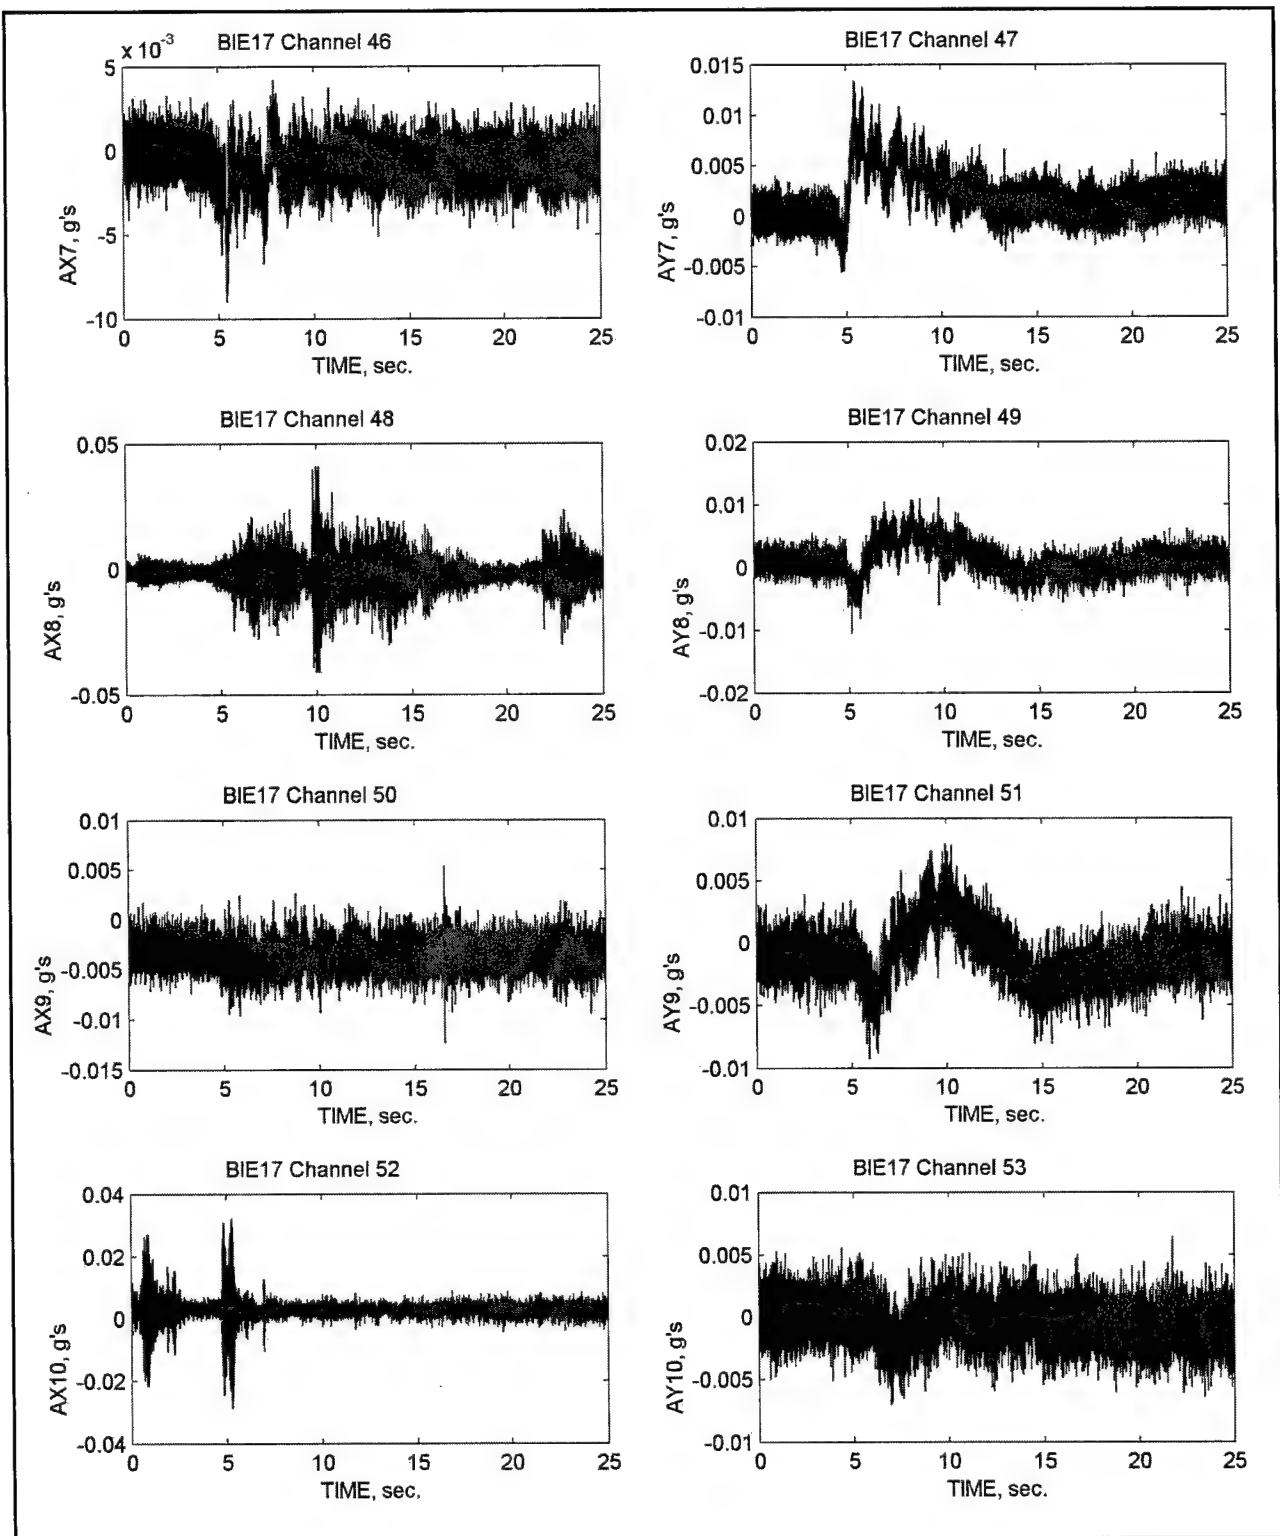 BIE17 Channel 46
x 10-3
5
0
-5
-10
AX7, g's
0 5 10 15 20 25
TIME, sec.
BIE17 Channel 47
0.015
0.01
0.005
0
-0.005
-0.01
AY7, g's
0 5 10 15 20 25
TIME, sec.
BIE17 Channel 48
0.05
0
-0.05
AX8, g's
0 5 10 15 20 25
TIME, sec.
BIE17 Channel 49
0.02
0.01
0
-0.01
-0.02
AY8, g's
0 5 10 15 20 25
TIME, sec.
BIE17 Channel 50
0.01
0.005
0
-0.005
-0.01
-0.015
AX9, g's
0 5 10 15 20 25
TIME, sec.
BIE17 Channel 51
0.01
0.005
0
-0.005
-0.01
AY9, g's
0 5 10 15 20 25
TIME, sec.
BIE17 Channel 52
0.04
0.02
0
-0.02
-0.04
AX10, g's
0 5 10 15 20 25
TIME, sec.
BIE17 Channel 53
0.01
0.005
0
-0.005
-0.01
AY10, g's
0 5 10 15 20 25
TIME, sec.